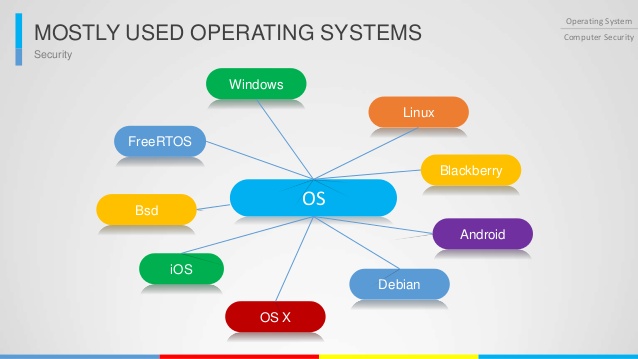 MOSTLY USED OPERATING SYSTEMS
Security
Operating System
Computer Security
Windows
Linux
FreeRTOS
Blackberry
OS
Bsd
Android
iOS
Debian
OS X